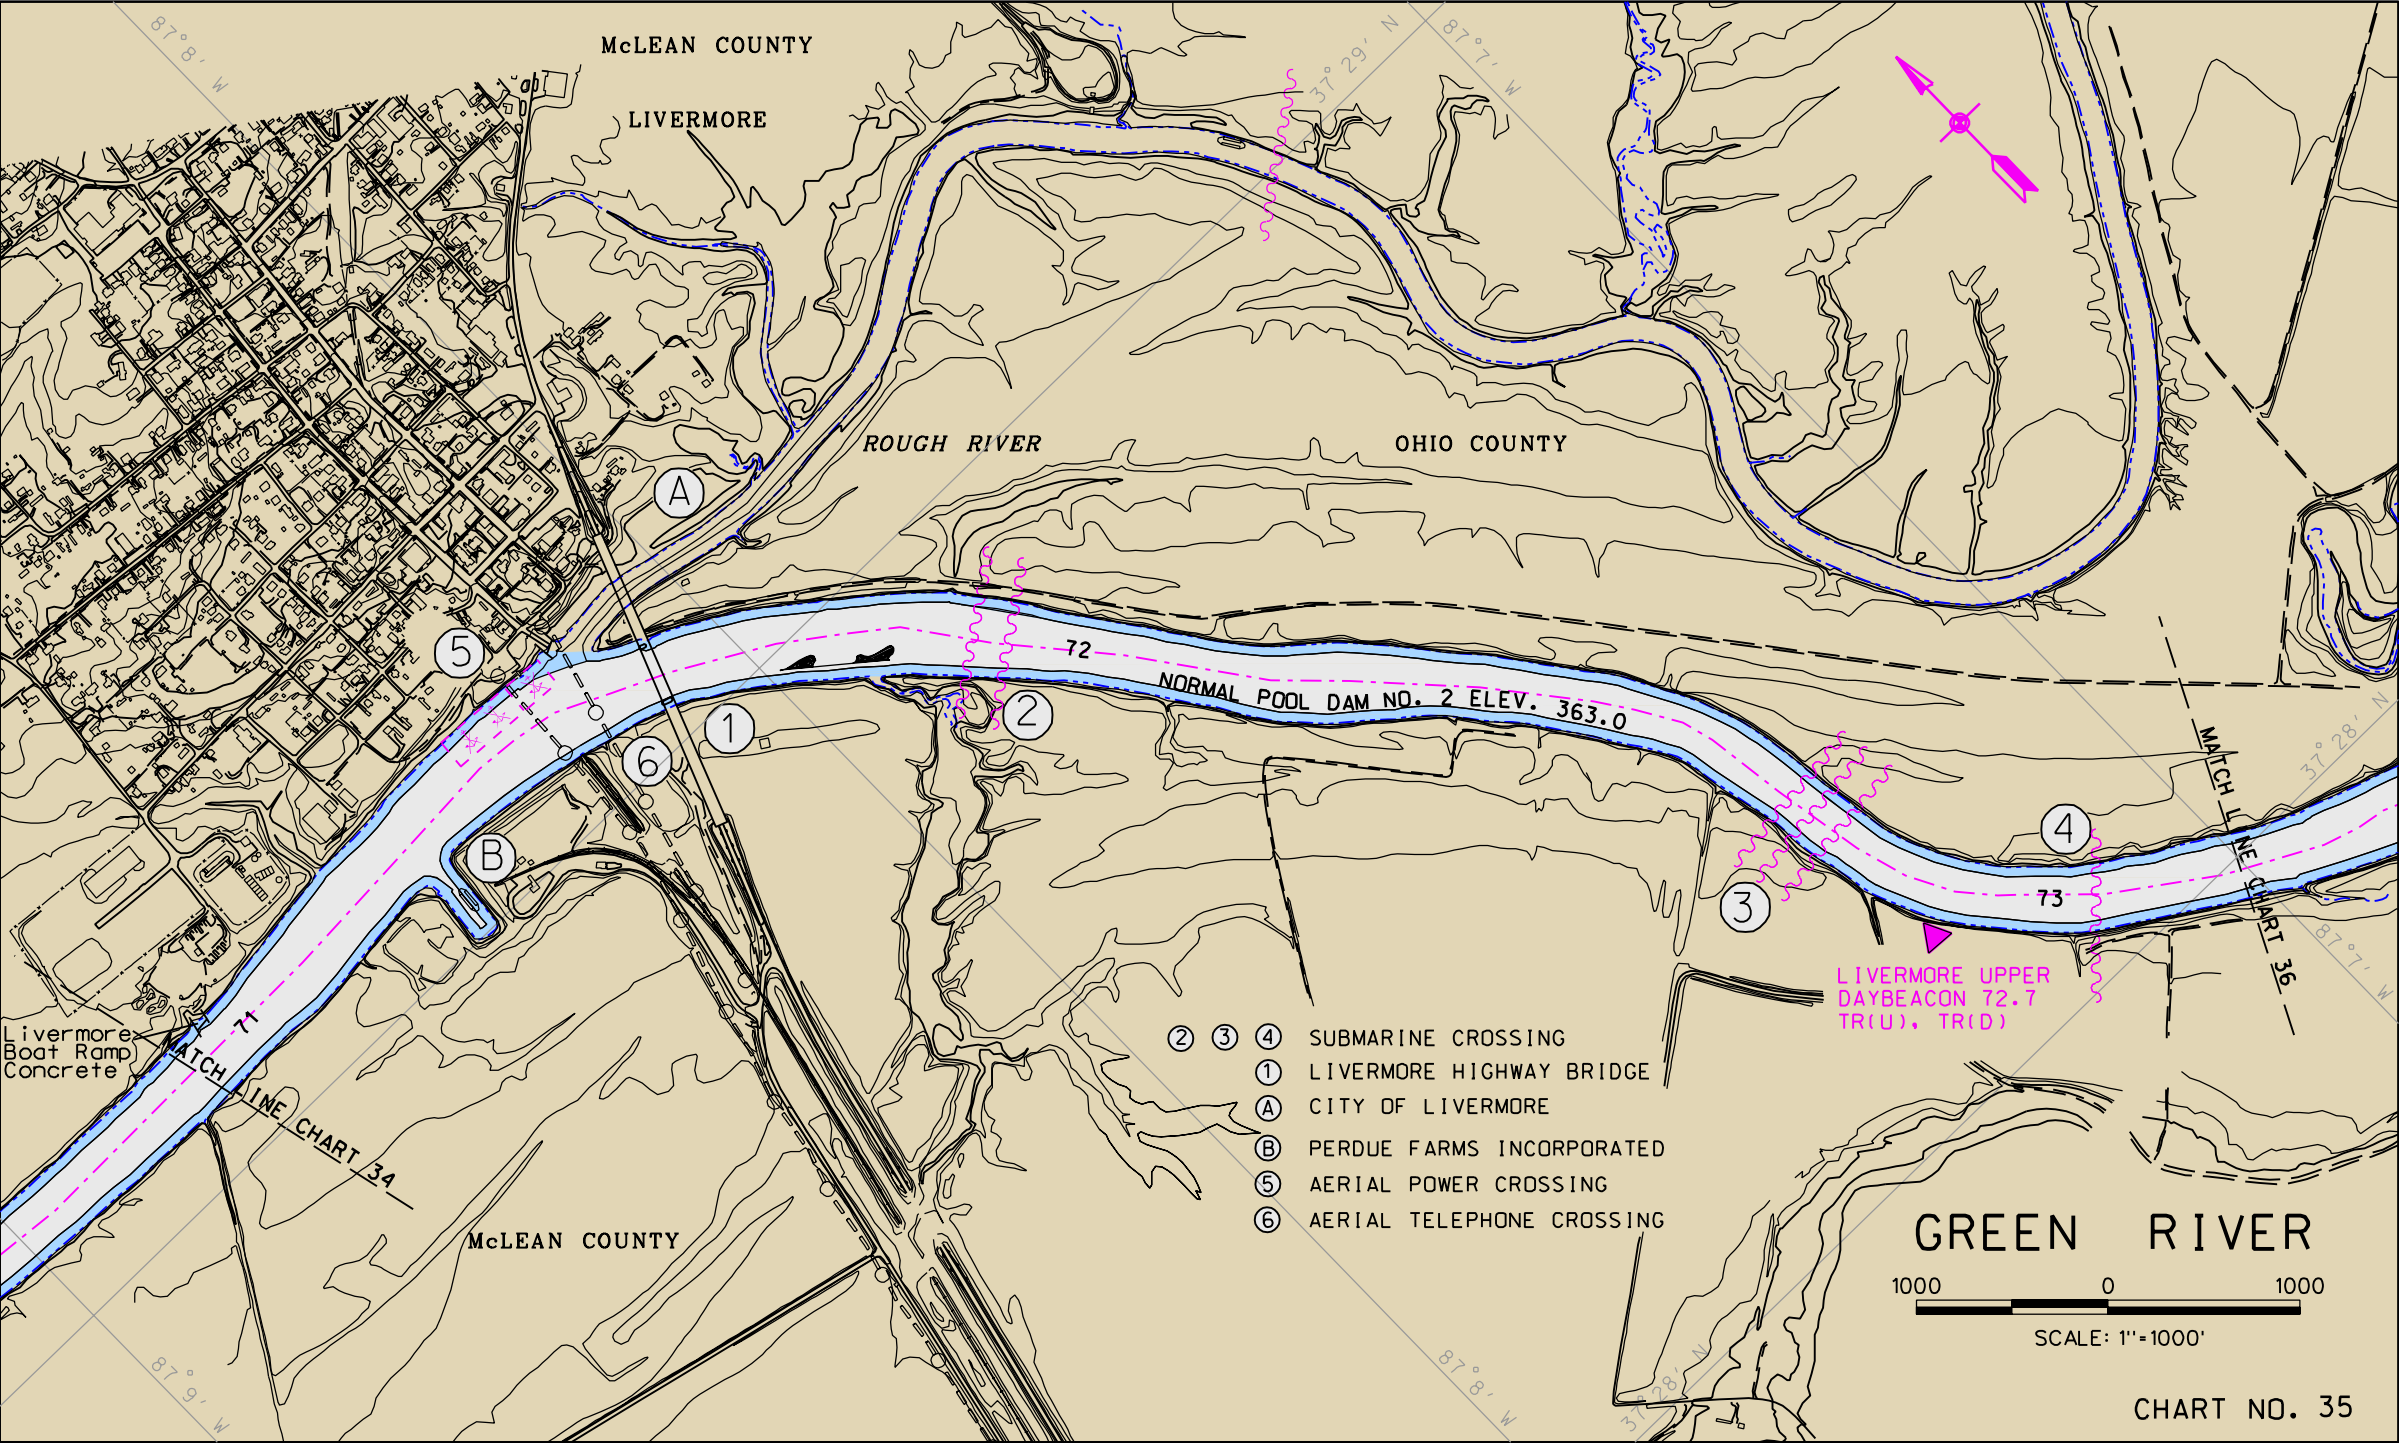 87°8' W
McLEAN COUNTY
LIVERMORE
37°29' N
87°7' W
ROUGH RIVER
OHIO COUNTY
A
5
72
NORMAL POOL DAM NO. 2 ELEV. 363.0
1
2
6
B
3
4
73
MATCH LINE CHART 36
37°28' N
87°7' W
LIVERMORE UPPER
DAYBEACON 72.7
TR(U), TR(D)
71
Livermore
Boat Ramp
Concrete
MATCH LINE CHART 34
McLEAN COUNTY
2 3 4 SUBMARINE CROSSING
1 LIVERMORE HIGHWAY BRIDGE
A CITY OF LIVERMORE
B PERDUE FARMS INCORPORATED
5 AERIAL POWER CROSSING
6 AERIAL TELEPHONE CROSSING
GREEN RIVER
1000 0 1000
SCALE: 1''=1000'
87°9' W
87°8' W
37°28' N
CHART NO. 35